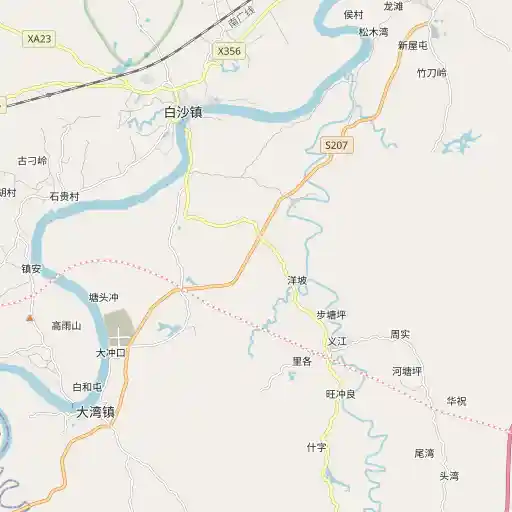 侯村
龙滩
南广线
松木湾
XA23
X356
新屋屯
竹刀岭
白沙镇
S207
古刁岭
胡村
石贵村
镇安
洋坡
塘头冲
步塘坪
高雨山
周实
义江
大冲口
里各
河塘坪
白和屯
旺冲良
华祝
大湾镇
什字
尾湾
头湾